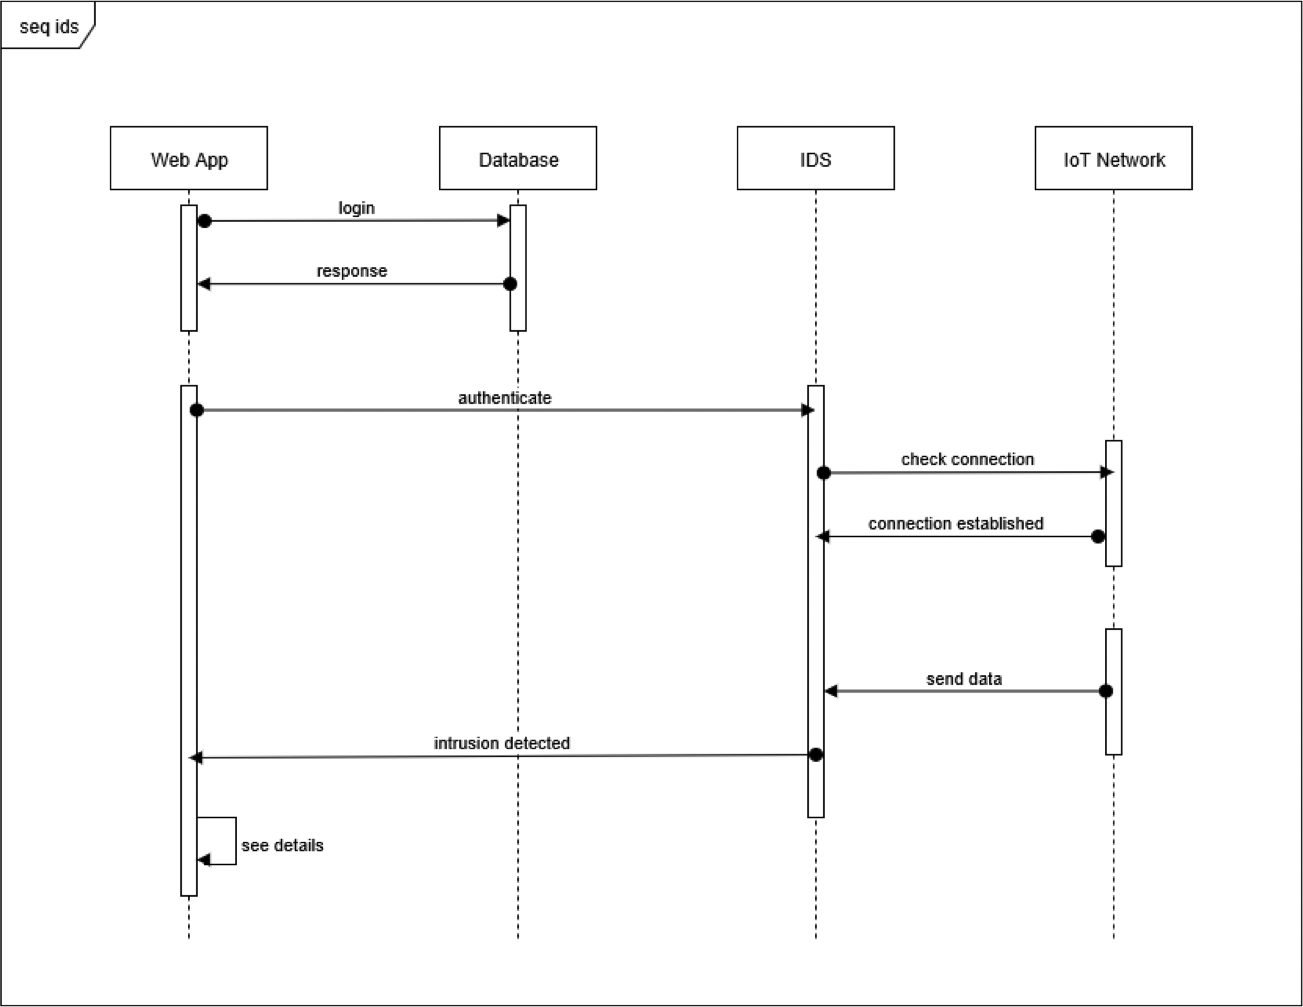 seq ids
Web App
Database
IDS
IoT Network
login
response
authenticate
check connection
connection established
send data
intrusion detected
see details